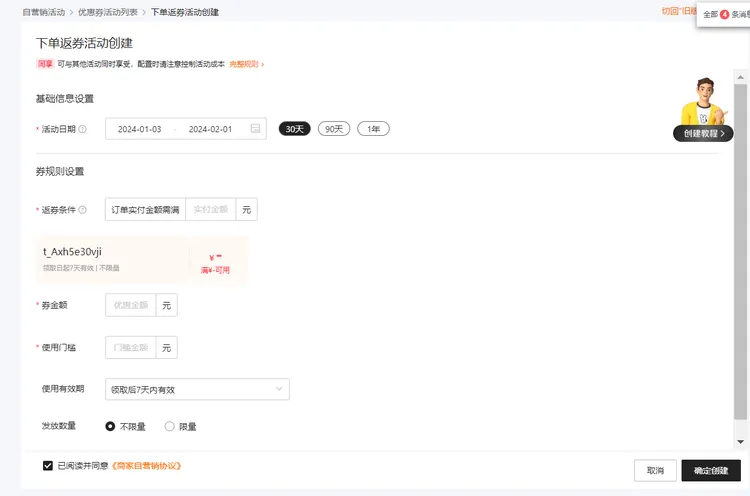 自营销活动 > 优惠券活动列表 > 下单返券活动创建
切回"旧版
全部 4 条消息
下单返券活动创建
同享 可与其他活动同时享受，配置时请注意控制活动成本 完整规则 >
基础信息设置
* 活动日期 ? 2024-01-03 - 2024-02-01 30天 90天 1年
创建教程 >
券规则设置
* 返券条件 ? 订单实付金额需满 实付金额 元
t_Axh5e30vji
领取日起7天有效 | 不限量
¥ **
满¥-可用
* 券金额 优惠金额 元
* 使用门槛 门槛金额 元
使用有效期 领取后7天内有效
发放数量 不限量 限量
已阅读并同意《商家自营销协议》
取消 确定创建